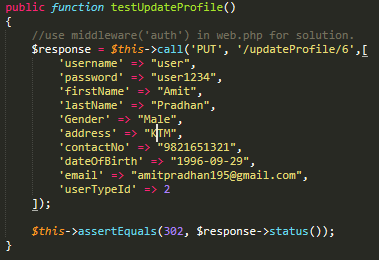 public function testUpdateProfile()
{
    //use middleware('auth') in web.php for solution.
    $response = $this->call('PUT', '/updateProfile/6',[
        'username' => "user",
        'password' => "user1234",
        'firstName' => "Amit",
        'lastName' => "Pradhan",
        'Gender' => "Male",
        'address' => "KTM",
        'contactNo' => "9821651321",
        'dateOfBirth' => "1996-09-29",
        'email' => "amitpradhan195@gmail.com",
        'userTypeId' => 2
    ]);
    $this->assertEquals(302, $response->status());
}